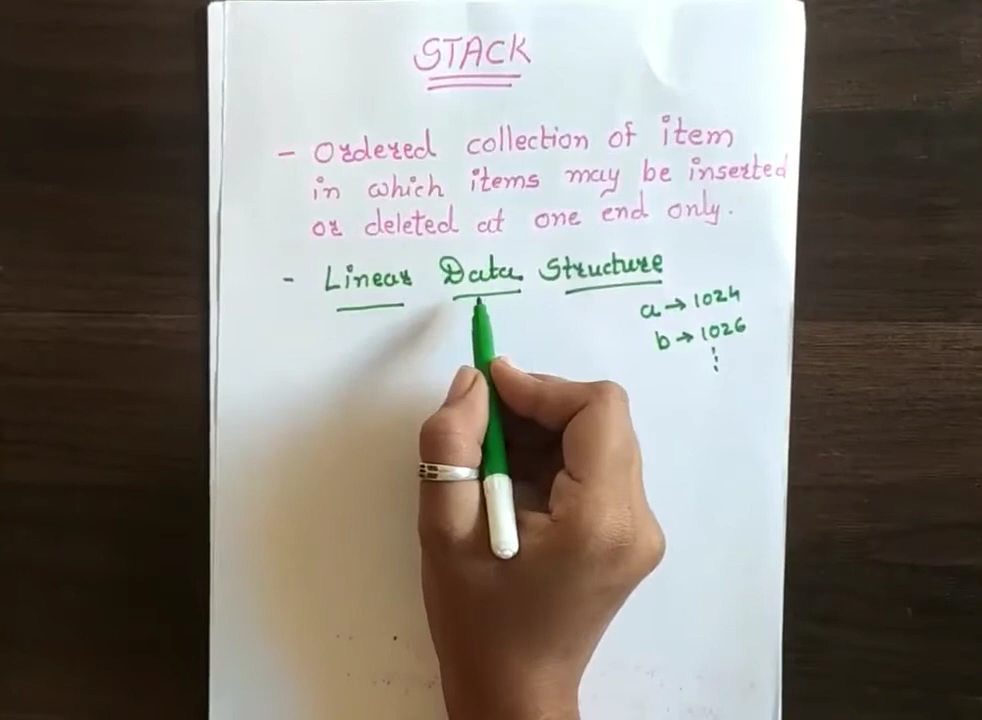 STACK
- Ordered collection of item
in which items may be inserted
or deleted at one end only.
- Linear Data Structure
a → 1024
b → 1026